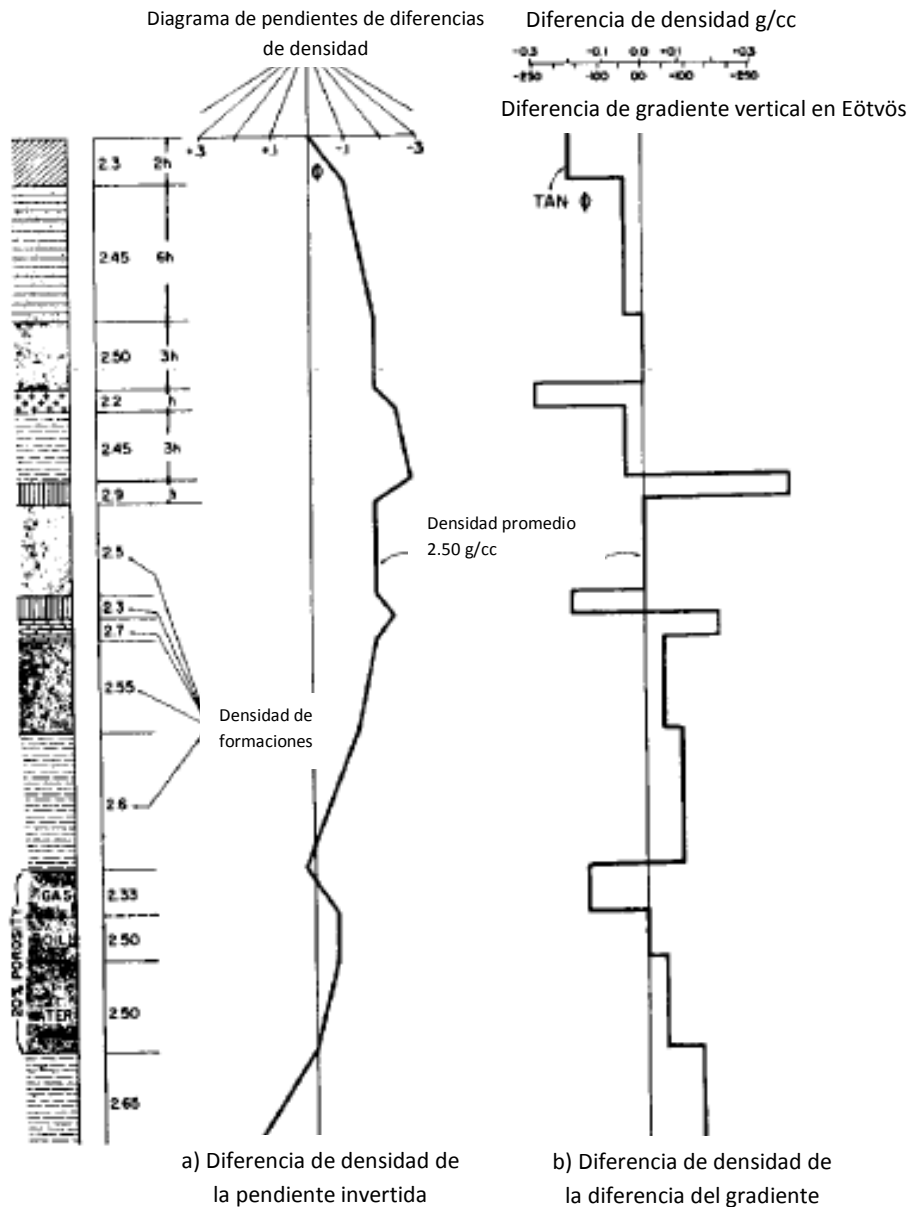 Diagrama de pendientes de diferencias
de densidad
Diferencia de densidad g/cc
-0.3 -0.1 0.0 +0.1 +0.3
-250 -100 00 +100 +250
Diferencia de gradiente vertical en Eötvös
+.3 +.1 -.1 -.3
ϕ
TAN ϕ
2.3 2h
2.45 6h
2.50 3h
2.2 h
2.45 3h
2.9
Densidad promedio
2.50 g/cc
2.5
2.3
2.7
2.55
Densidad de
formaciones
2.6
20% POROSITY
GAS 2.33
OIL 2.50
ATER 2.50
2.65
a) Diferencia de densidad de
la pendiente invertida
b) Diferencia de densidad de
la diferencia del gradiente